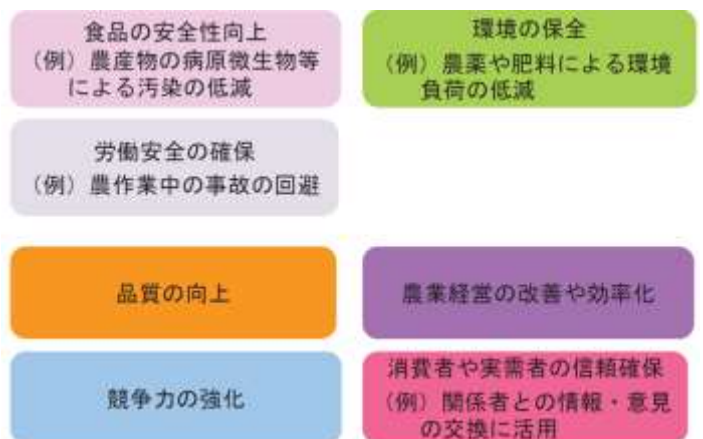 食品の安全性向上
（例）農産物の病原微生物等
による汚染の低減
環境の保全
（例）農薬や肥料による環境
負荷の低減
労働安全の確保
（例）農作業中の事故の回避
品質の向上
農業経営の改善や効率化
競争力の強化
消費者や実需者の信頼確保
（例）関係者との情報・意見
の交換に活用